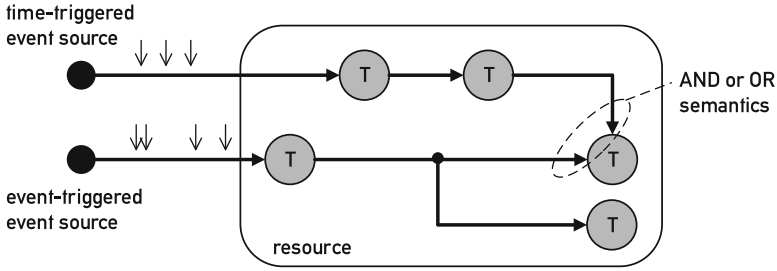 time-triggered
event source
T
T
AND or OR
semantics
T
T
event-triggered
event source
T
resource